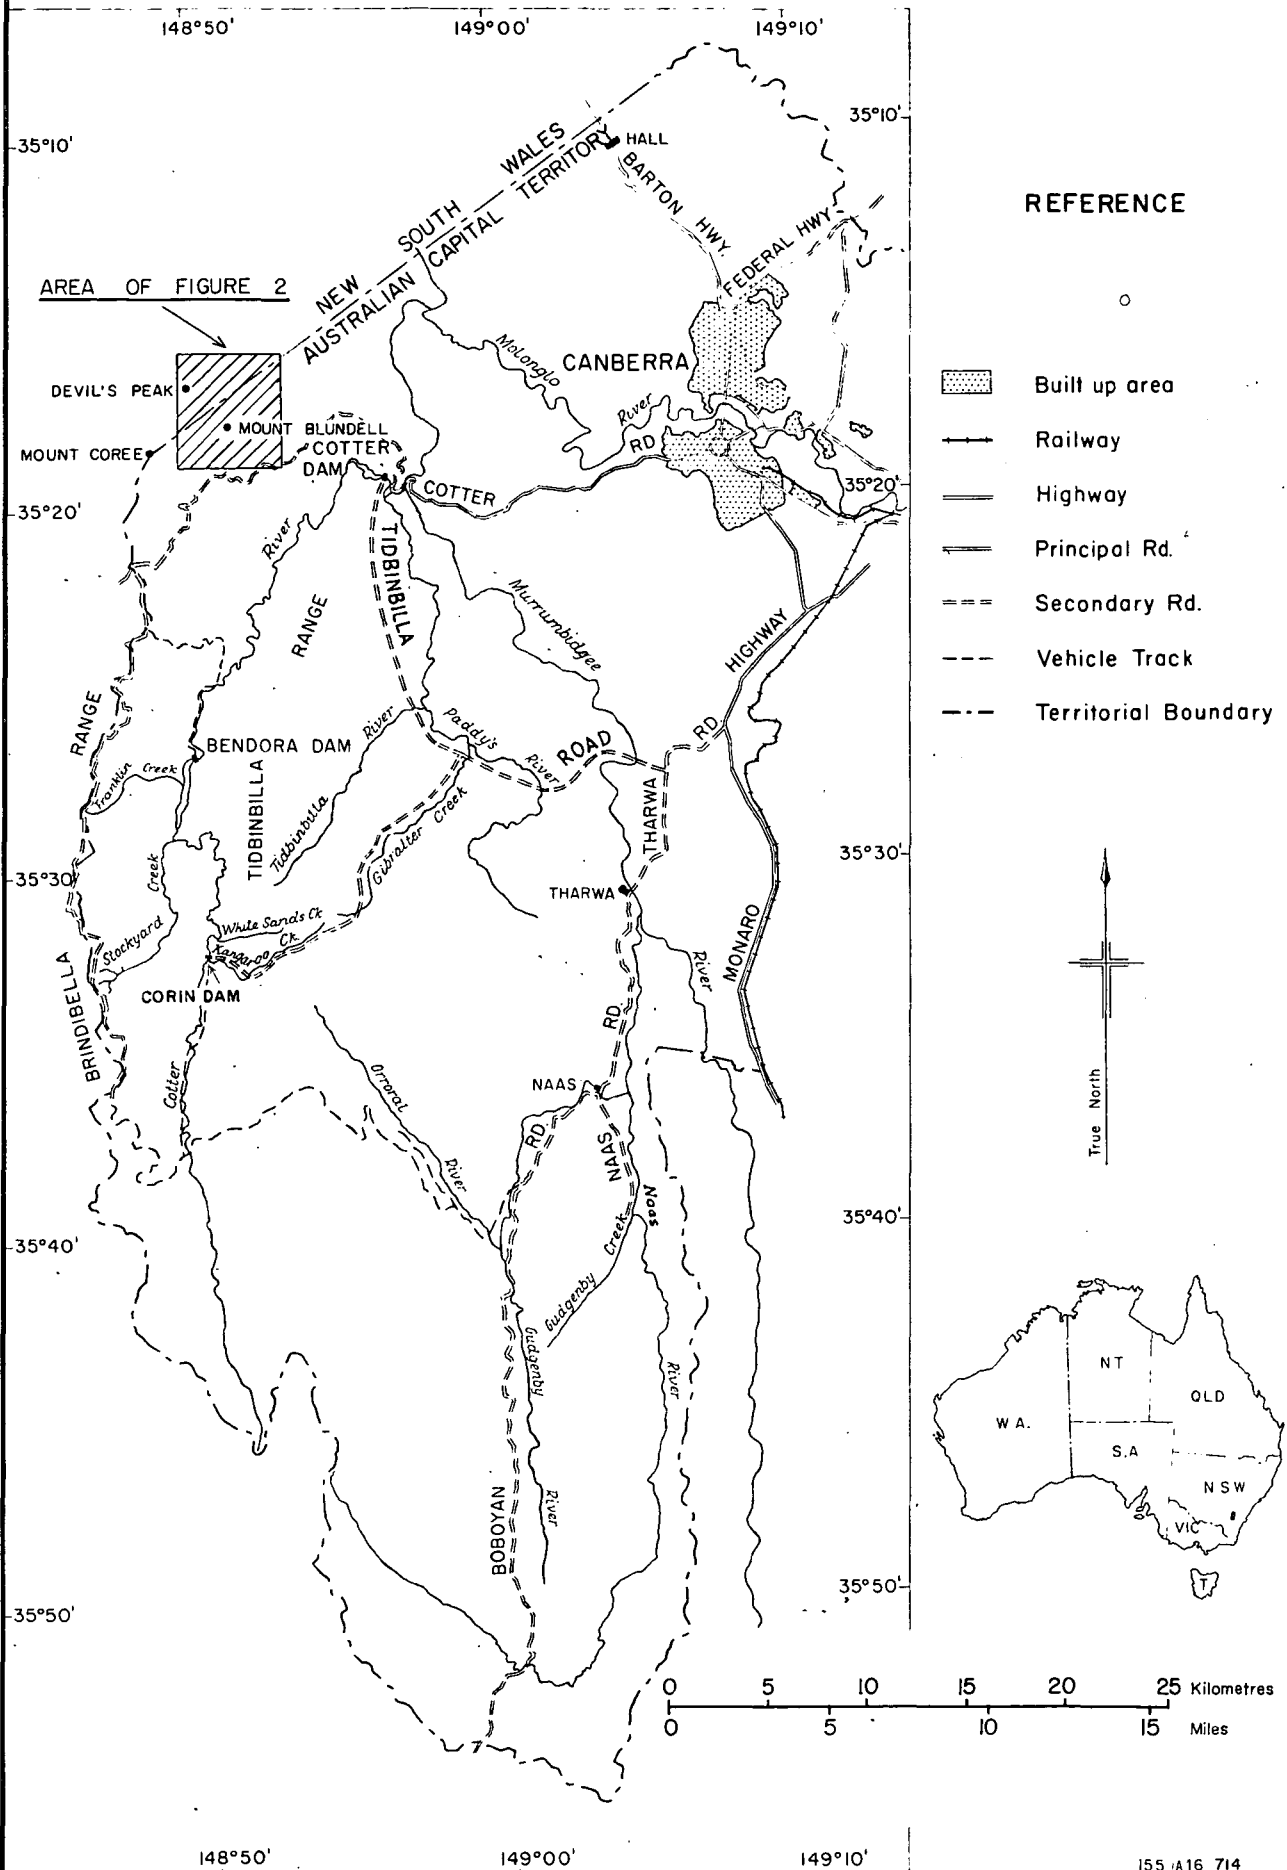 148°50'
149°00'
149°10'
35°10'
35°10'
HALL
NEW SOUTH WALES
AUSTRALIAN CAPITAL TERRITORY
BARTON HWY.
FEDERAL HWY.
REFERENCE
AREA OF FIGURE 2
Molonglo
River
CANBERRA
DEVIL'S PEAK
MOUNT BLUNDELL
MOUNT COREE
COTTER
DAM
COTTER
RD
35°20'
35°20'
Built up area
Railway
Highway
Principal Rd.
Secondary Rd.
Vehicle Track
Territorial Boundary
River
TIDBINBILLA
RANGE
Murrumbidgee
HIGHWAY
RANGE
BENDORA DAM
River
Paddy's
River
ROAD
RD
Franklin Creek
TIDBINBILLA
Tidbinbilla
Gibralter Creek
THARWA
35°30'
35°30'
Creek
Stockyard
White Sands Ck
Kangaroo Ck.
THARWA
MONARO
River
CORIN DAM
BRINDIBELLA
RD
Cotter
Orroral
River
NAAS
RD.
NAAS
Naas
True North
35°40'
35°40'
Creek
Gudgenby
Gudgenby
River
River
BOBOYAN
NT
QLD
W A.
S.A
N S W
VIC
T
35°50'
35°50'
0 5 10 15 20 25 Kilometres
0 5 10 15 Miles
148°50'
149°00'
149°10'
155/A16 714